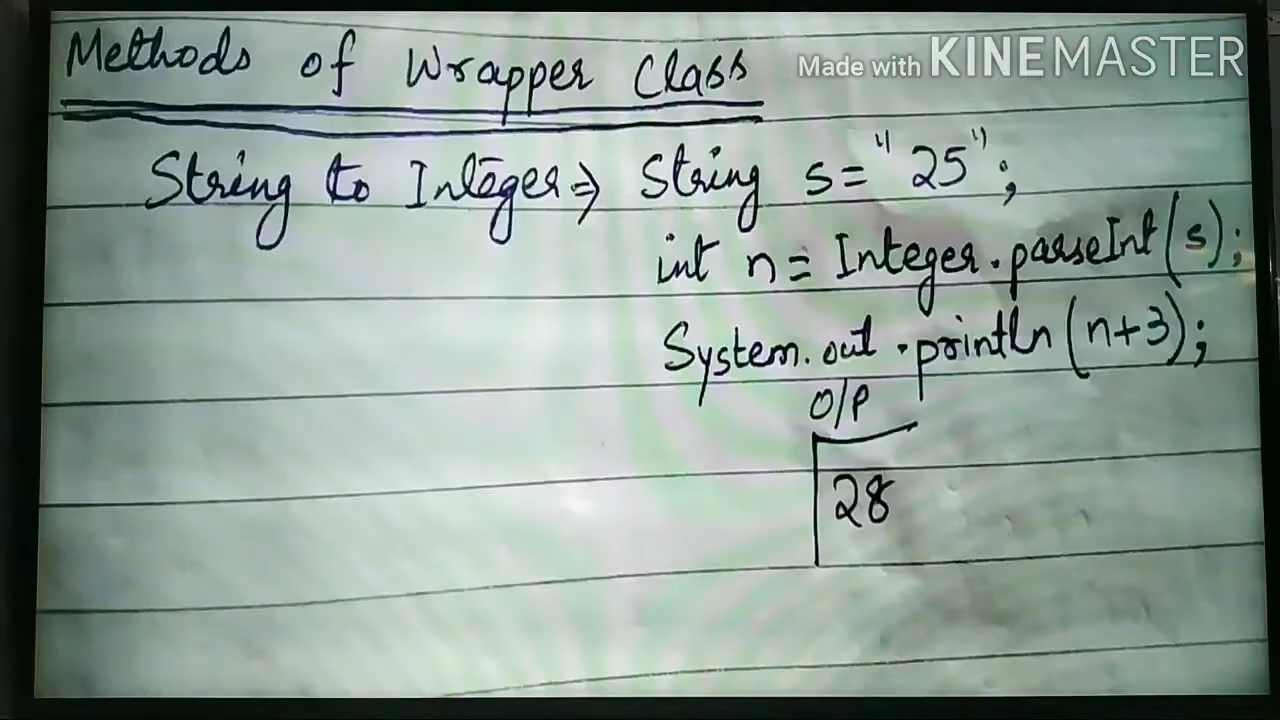 Methods of Wrapper Class
Made with KINEMASTER
String to Integer ⇒ String s = "25";
int n = Integer.parseInt(s);
System.out.println(n+3);
O/P
28